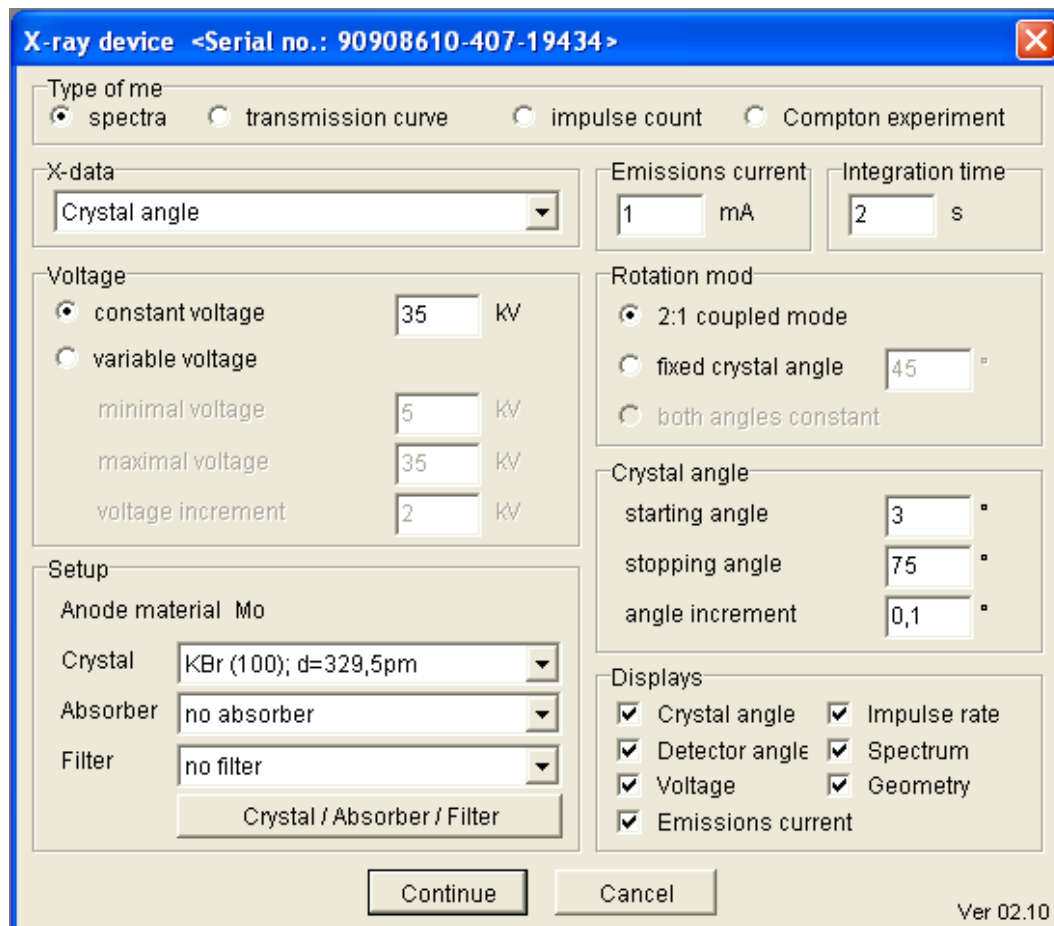 X-ray device <Serial no.: 90908610-407-19434>
Type of me
spectra transmission curve impulse count Compton experiment
X-data
Crystal angle
Emissions current
1 mA
Integration time
2 s
Voltage
constant voltage 35 kV
variable voltage
minimal voltage 5 kV
maximal voltage 35 kV
voltage increment 2 kV
Rotation mod
2:1 coupled mode
fixed crystal angle 45 °
both angles constant
Crystal angle
starting angle 3 °
stopping angle 75 °
angle increment 0,1 °
Setup
Anode material Mo
Crystal KBr (100); d=329,5pm
Absorber no absorber
Filter no filter
Crystal / Absorber / Filter
Displays
Crystal angle Impulse rate
Detector angle Spectrum
Voltage Geometry
Emissions current
Continue Cancel
Ver 02.10